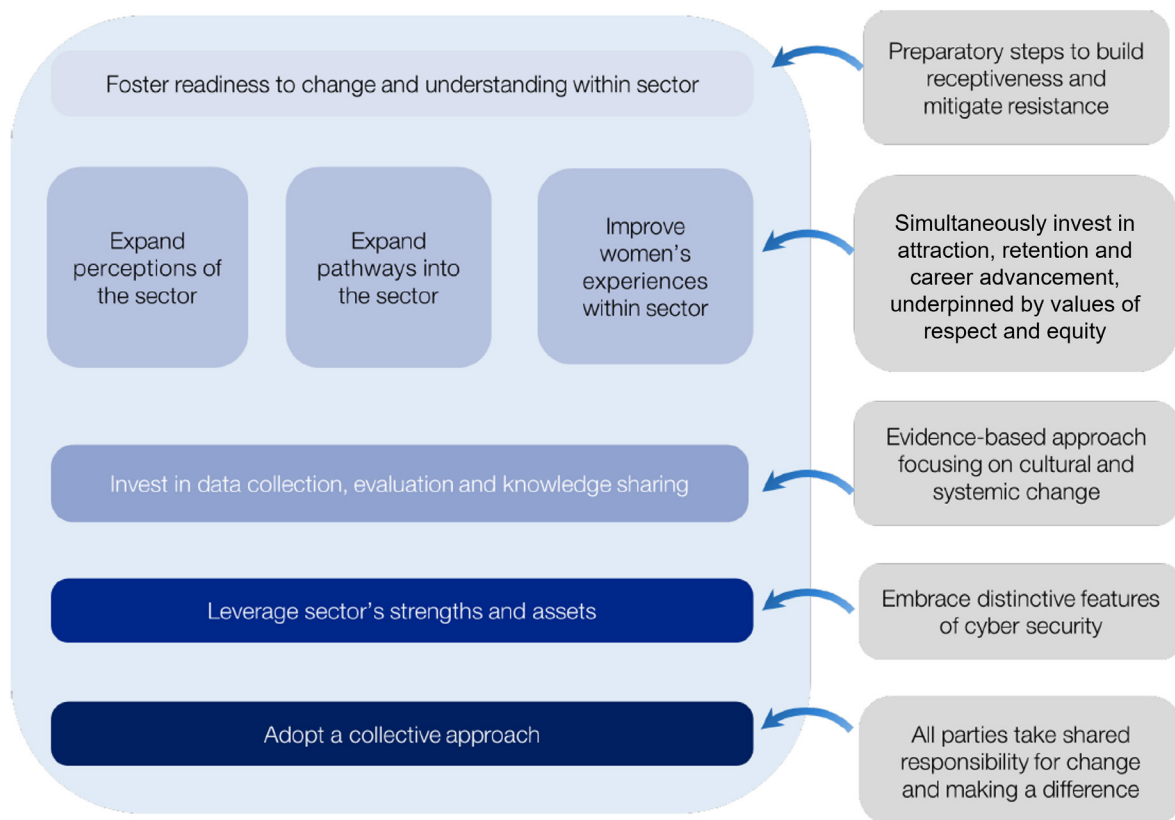 Foster readiness to change and understanding within sector
Preparatory steps to build
receptiveness and
mitigate resistance
Expand
perceptions of
the sector
Expand
pathways into
the sector
Improve
women’s
experiences
within sector
Simultaneously invest in
attraction, retention and
career advancement,
underpinned by values of
respect and equity
Invest in data collection, evaluation and knowledge sharing
Evidence-based approach
focusing on cultural and
systemic change
Leverage sector’s strengths and assets
Embrace distinctive features
of cyber security
Adopt a collective approach
All parties take shared
responsibility for change
and making a difference